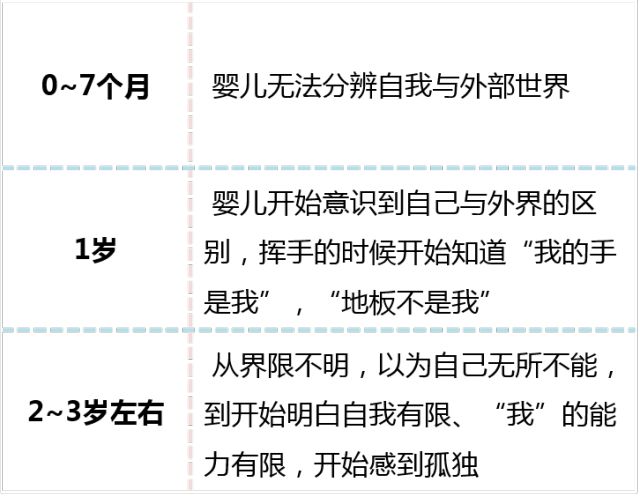 0~7个月
婴儿无法分辨自我与外部世界
1岁
婴儿开始意识到自己与外界的区
别，挥手的时候开始知道“我的手
是我”，“地板不是我”
2~3岁左右
从界限不明，以为自己无所不能，
到开始明白自我有限、“我”的能
力有限，开始感到孤独